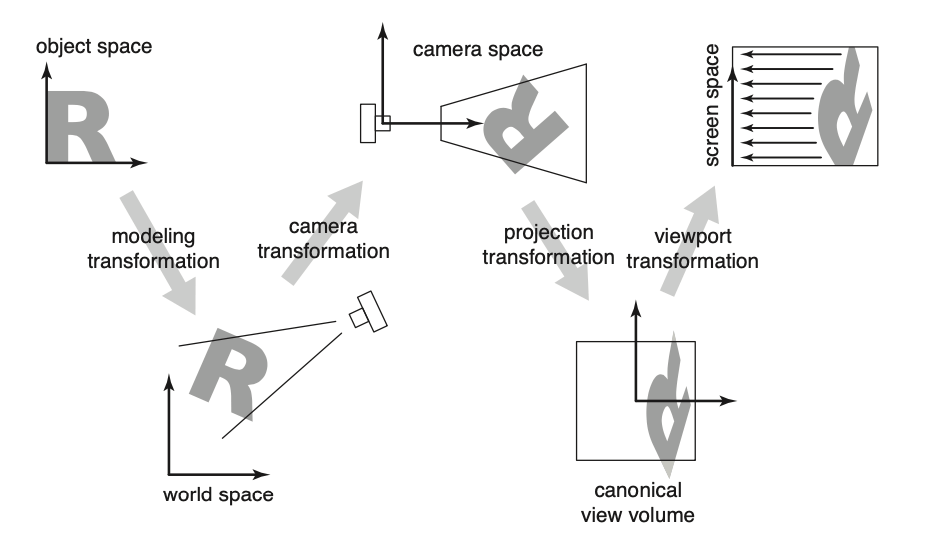 object space
camera space
screen space
modeling
transformation
camera
transformation
projection
transformation
viewport
transformation
world space
canonical
view volume